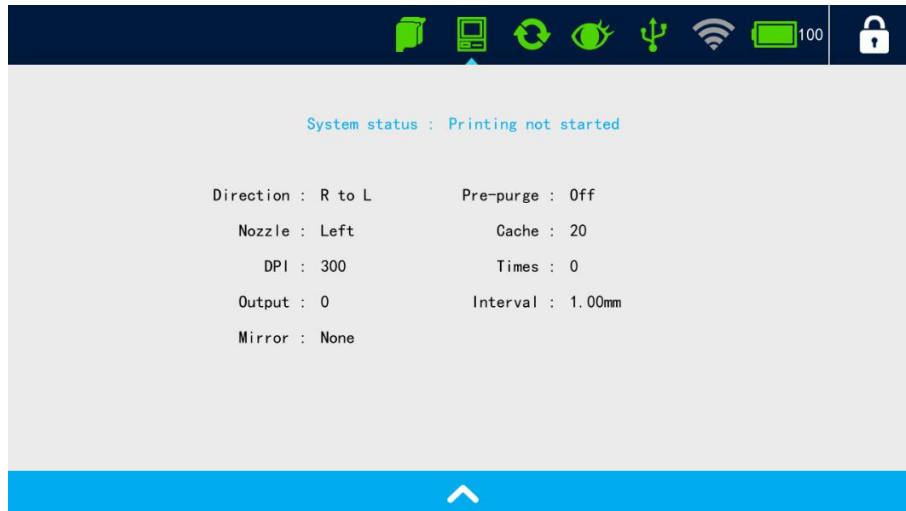 100
System status : Printing not started
Direction : R to L
Nozzle : Left
DPI : 300
Output : 0
Mirror : None
Pre-purge : Off
Cache : 20
Times : 0
Interval : 1.00mm